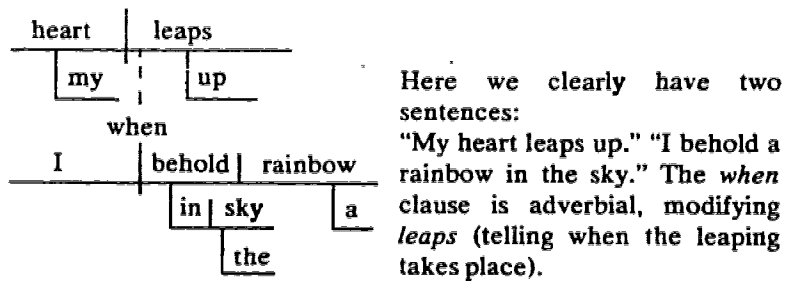 heart leaps
my up
when
I behold rainbow
in sky a
the
Here we clearly have two
sentences:
“My heart leaps up.” “I behold a
rainbow in the sky.” The when
clause is adverbial, modifying
leaps (telling when the leaping
takes place).